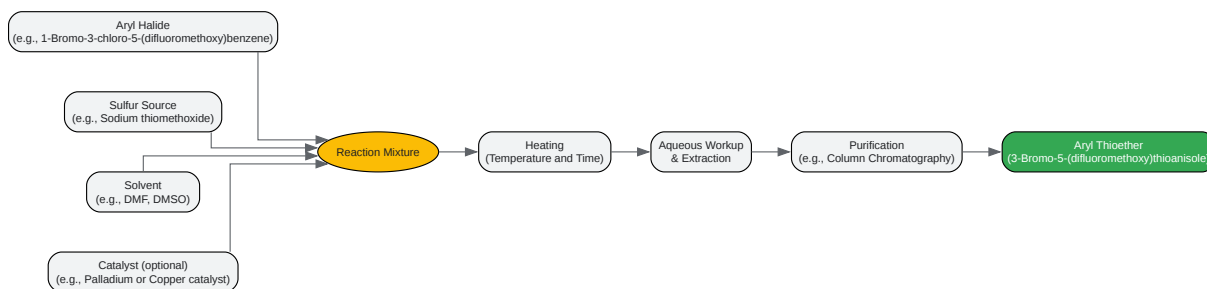 Aryl Halide
(e.g., 1-Bromo-3-chloro-5-(difluoromethoxy)benzene)
Sulfur Source
(e.g., Sodium thiomethoxide)
Solvent
(e.g., DMF, DMSO)
Catalyst (optional)
(e.g., Palladium or Copper catalyst)
Reaction Mixture
Heating
(Temperature and Time)
Aqueous Workup
& Extraction
Purification
(e.g., Column Chromatography)
Aryl Thioether
(3-Bromo-5-(difluoromethoxy)thioanisole)